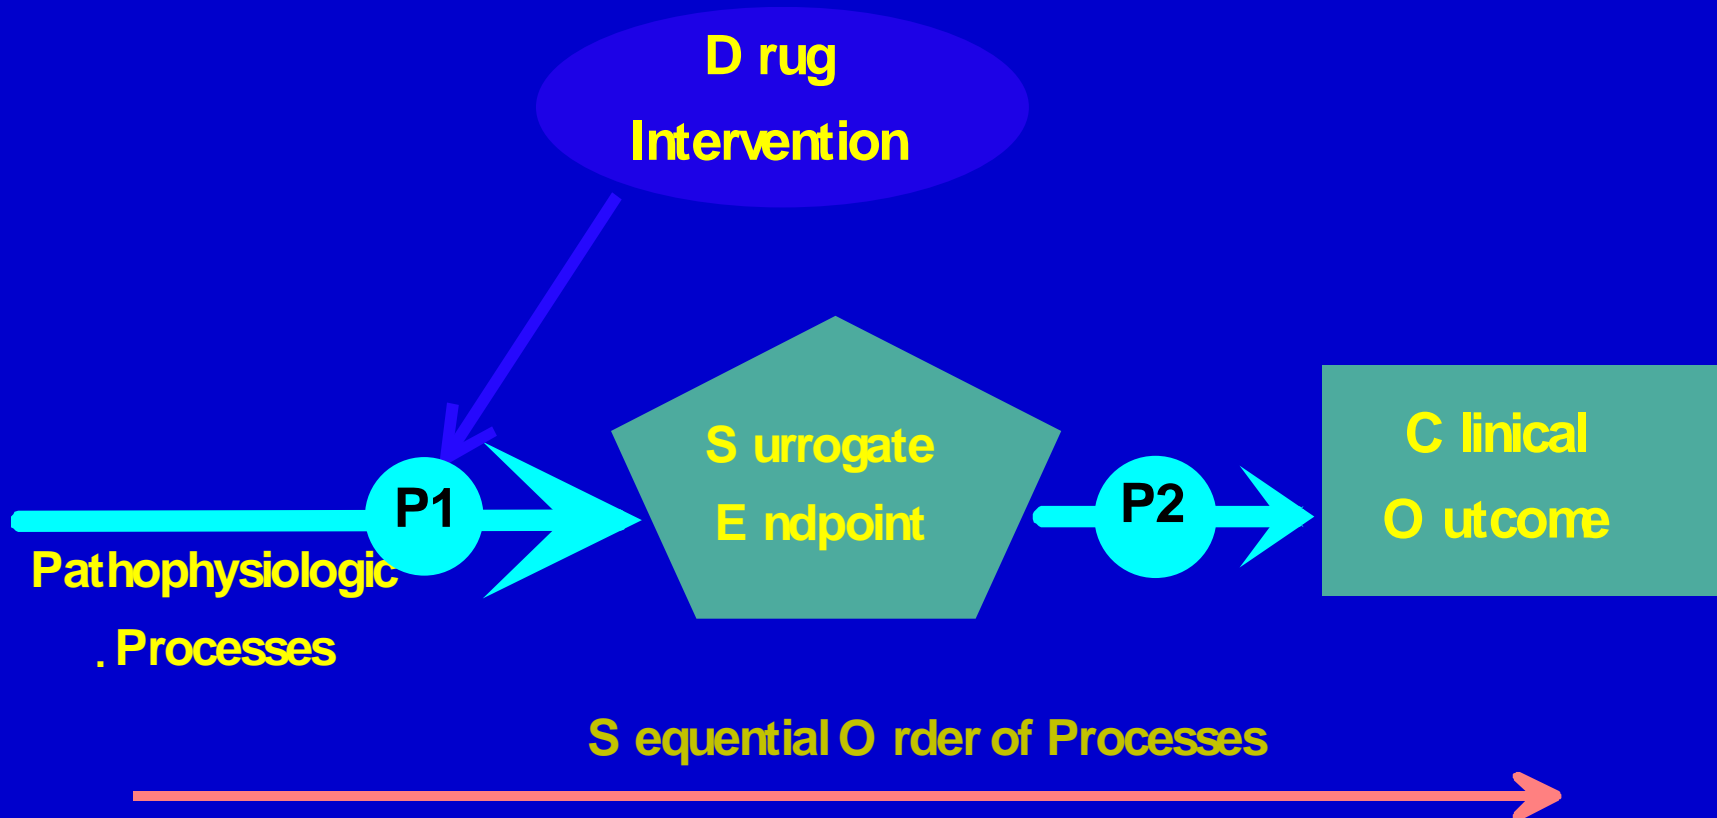 Drug
Intervention
P1
Surrogate
Endpoint
P2
Clinical
Outcome
Pathophysiologic
. Processes
Sequential Order of Processes